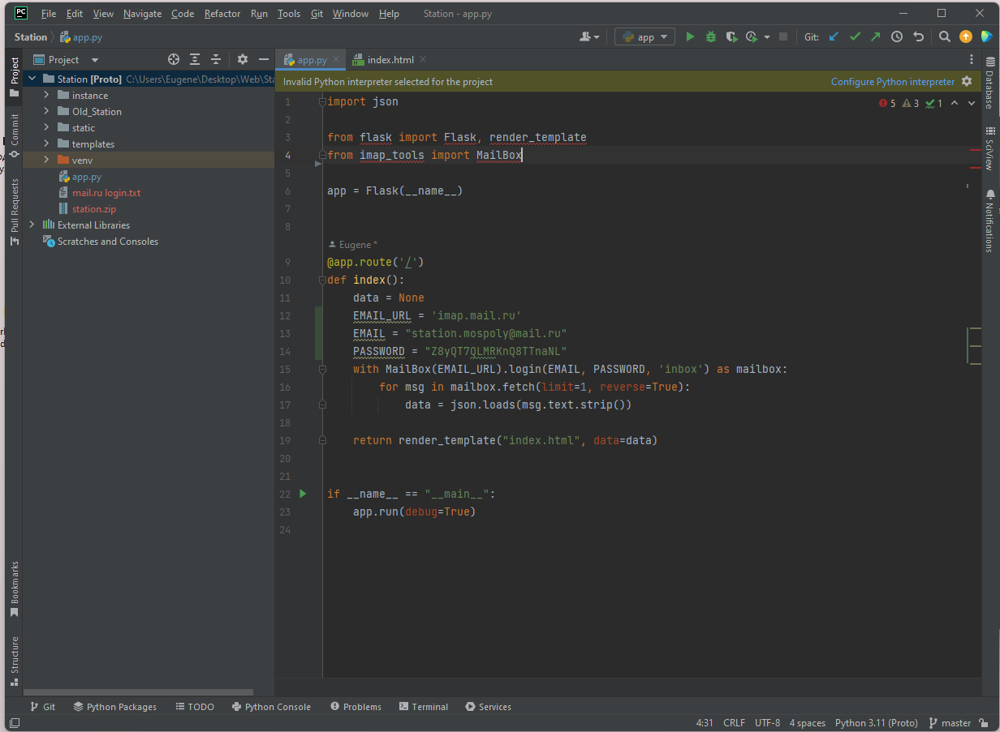 PC File Edit View Navigate Code Refactor Run Tools Git Window Help Station - app.py
Station app.py app Git:
Project
app.py index.html
Invalid Python interpreter selected for the project Configure Python interpreter
Station [Proto] C:\Users\Eugene\Desktop\Web\Sta
instance
Old_Station
static
templates
venv
app.py
mail.ru login.txt
station.zip
External Libraries
Scratches and Consoles
Project
Commit
Pull Requests
Bookmarks
Structure
5 3 1
1 import json
2
3 from flask import Flask, render_template
4 from imap_tools import MailBox
5
6 app = Flask(__name__)
7
8
Eugene *
9 @app.route('/')
10 def index():
11 data = None
12 EMAIL_URL = 'imap.mail.ru'
13 EMAIL = "station.mospoly@mail.ru"
14 PASSWORD = "Z8yQT7QLMRKnQ8TTnaNL"
15 with MailBox(EMAIL_URL).login(EMAIL, PASSWORD, 'inbox') as mailbox:
16 for msg in mailbox.fetch(limit=1, reverse=True):
17 data = json.loads(msg.text.strip())
18
19 return render_template("index.html", data=data)
20
21
22 if __name__ == "__main__":
23 app.run(debug=True)
24
Database
SciView
Notifications
Git Python Packages TODO Python Console Problems Terminal Services
4:31 CRLF UTF-8 4 spaces Python 3.11 (Proto) master